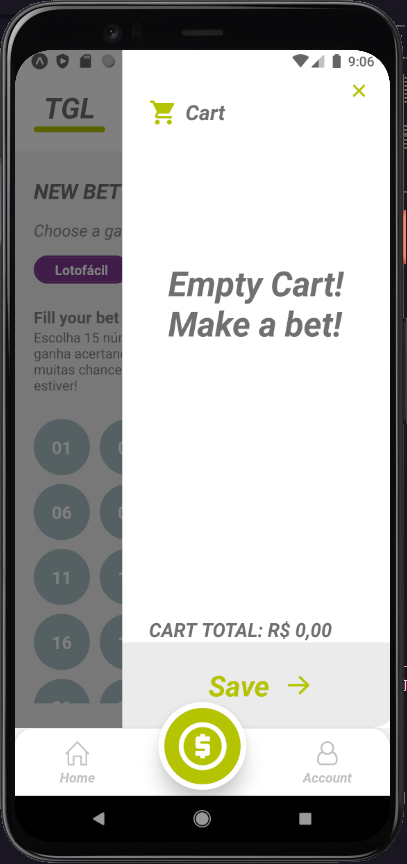 9:06
TGL
Cart
NEW BET
Choose a ga
Lotofácil
Empty Cart!
Make a bet!
Fill your bet
Escolha 15 nú
ganha acertan
muitas chance
estiver!
01
06
11
16
CART TOTAL: R$ 0,00
Save
Home
Account